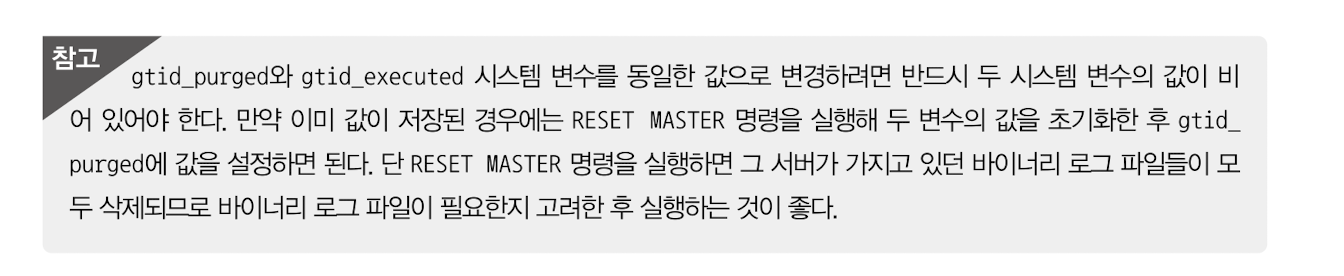 참고
gtid_purged와 gtid_executed 시스템 변수를 동일한 값으로 변경하려면 반드시 두 시스템 변수의 값이 비
어 있어야 한다. 만약 이미 값이 저장된 경우에는 RESET MASTER 명령을 실행해 두 변수의 값을 초기화한 후 gtid_
purged에 값을 설정하면 된다. 단 RESET MASTER 명령을 실행하면 그 서버가 가지고 있던 바이너리 로그 파일들이 모
두 삭제되므로 바이너리 로그 파일이 필요한지 고려한 후 실행하는 것이 좋다.